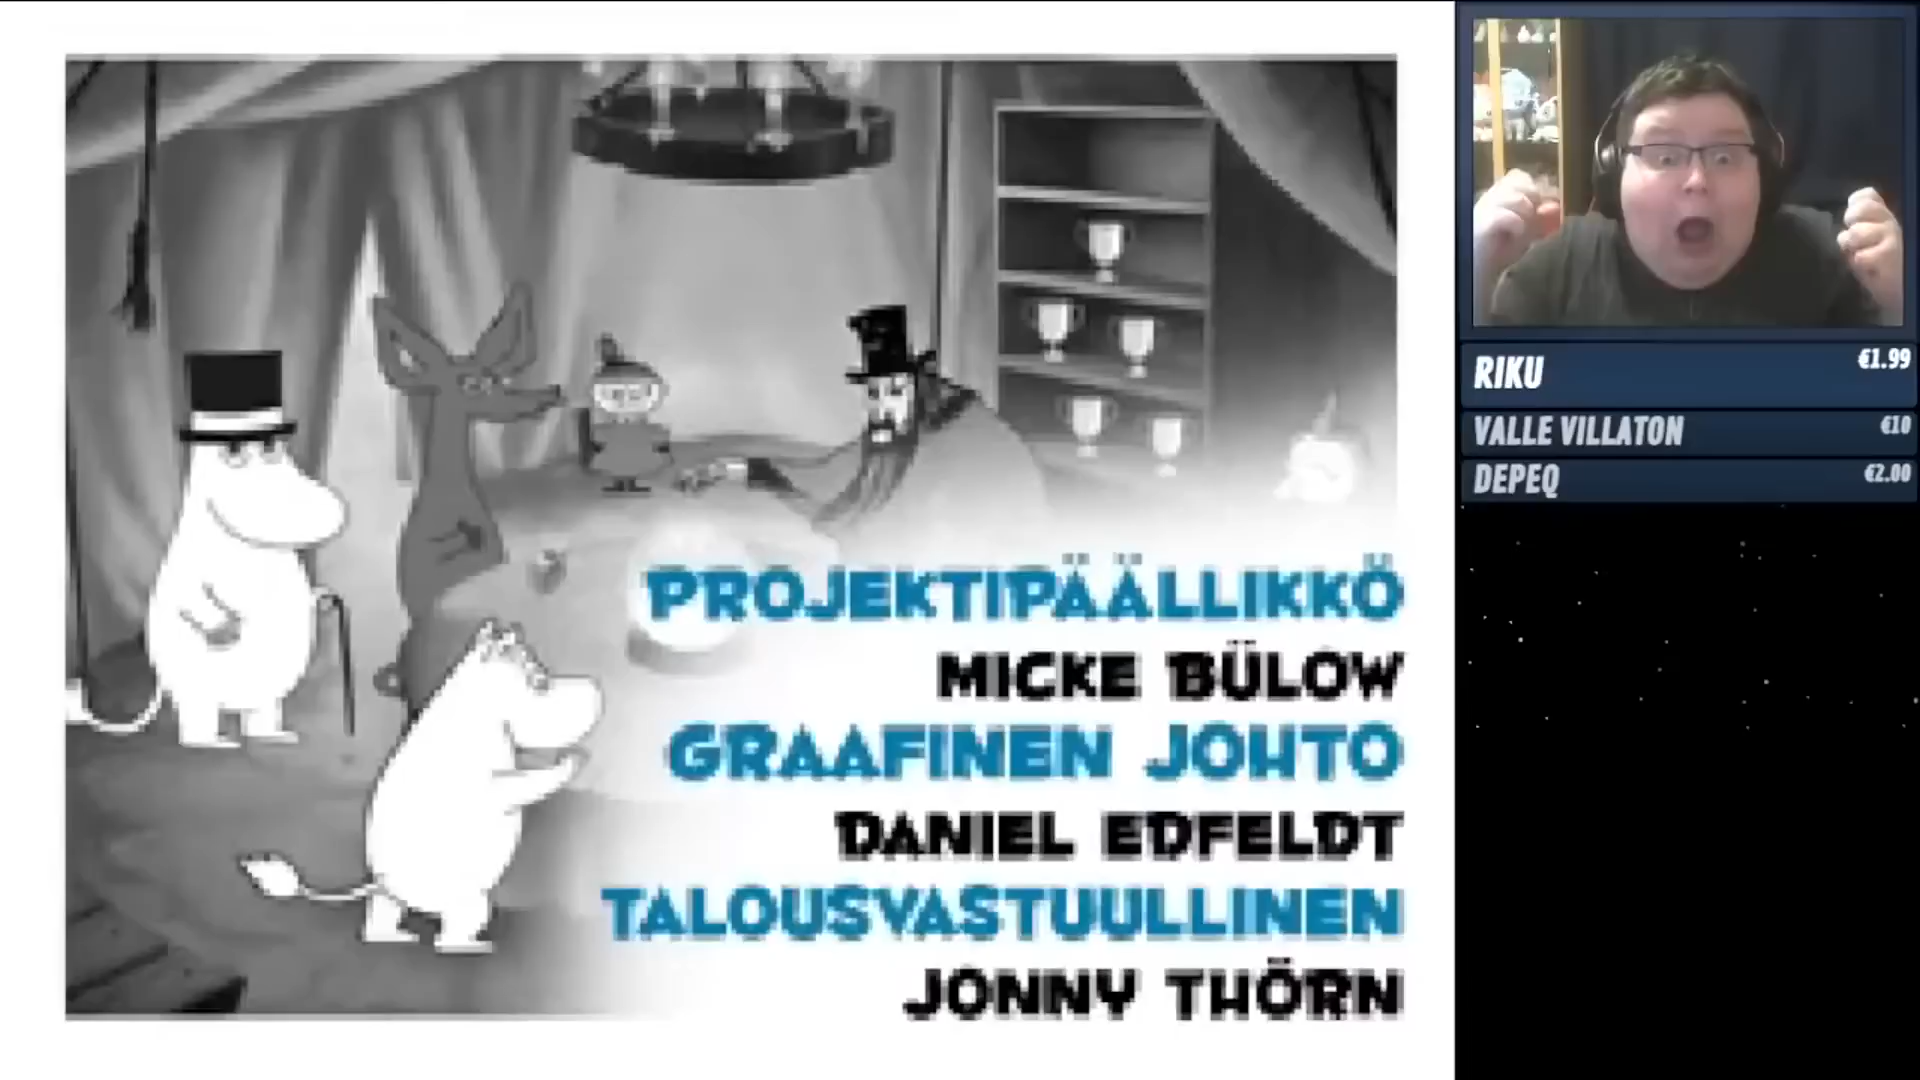 PROJEKTIPÄÄLLIKKÖ
MICKE BÜLOW
GRAAFINEN JOHTO
DANIEL EDFELDT
TALOUSVASTUULLINEN
JONNY THÖRN
RIKU €1.99
VALLE VILLATON €10
DEPEQ €2.00